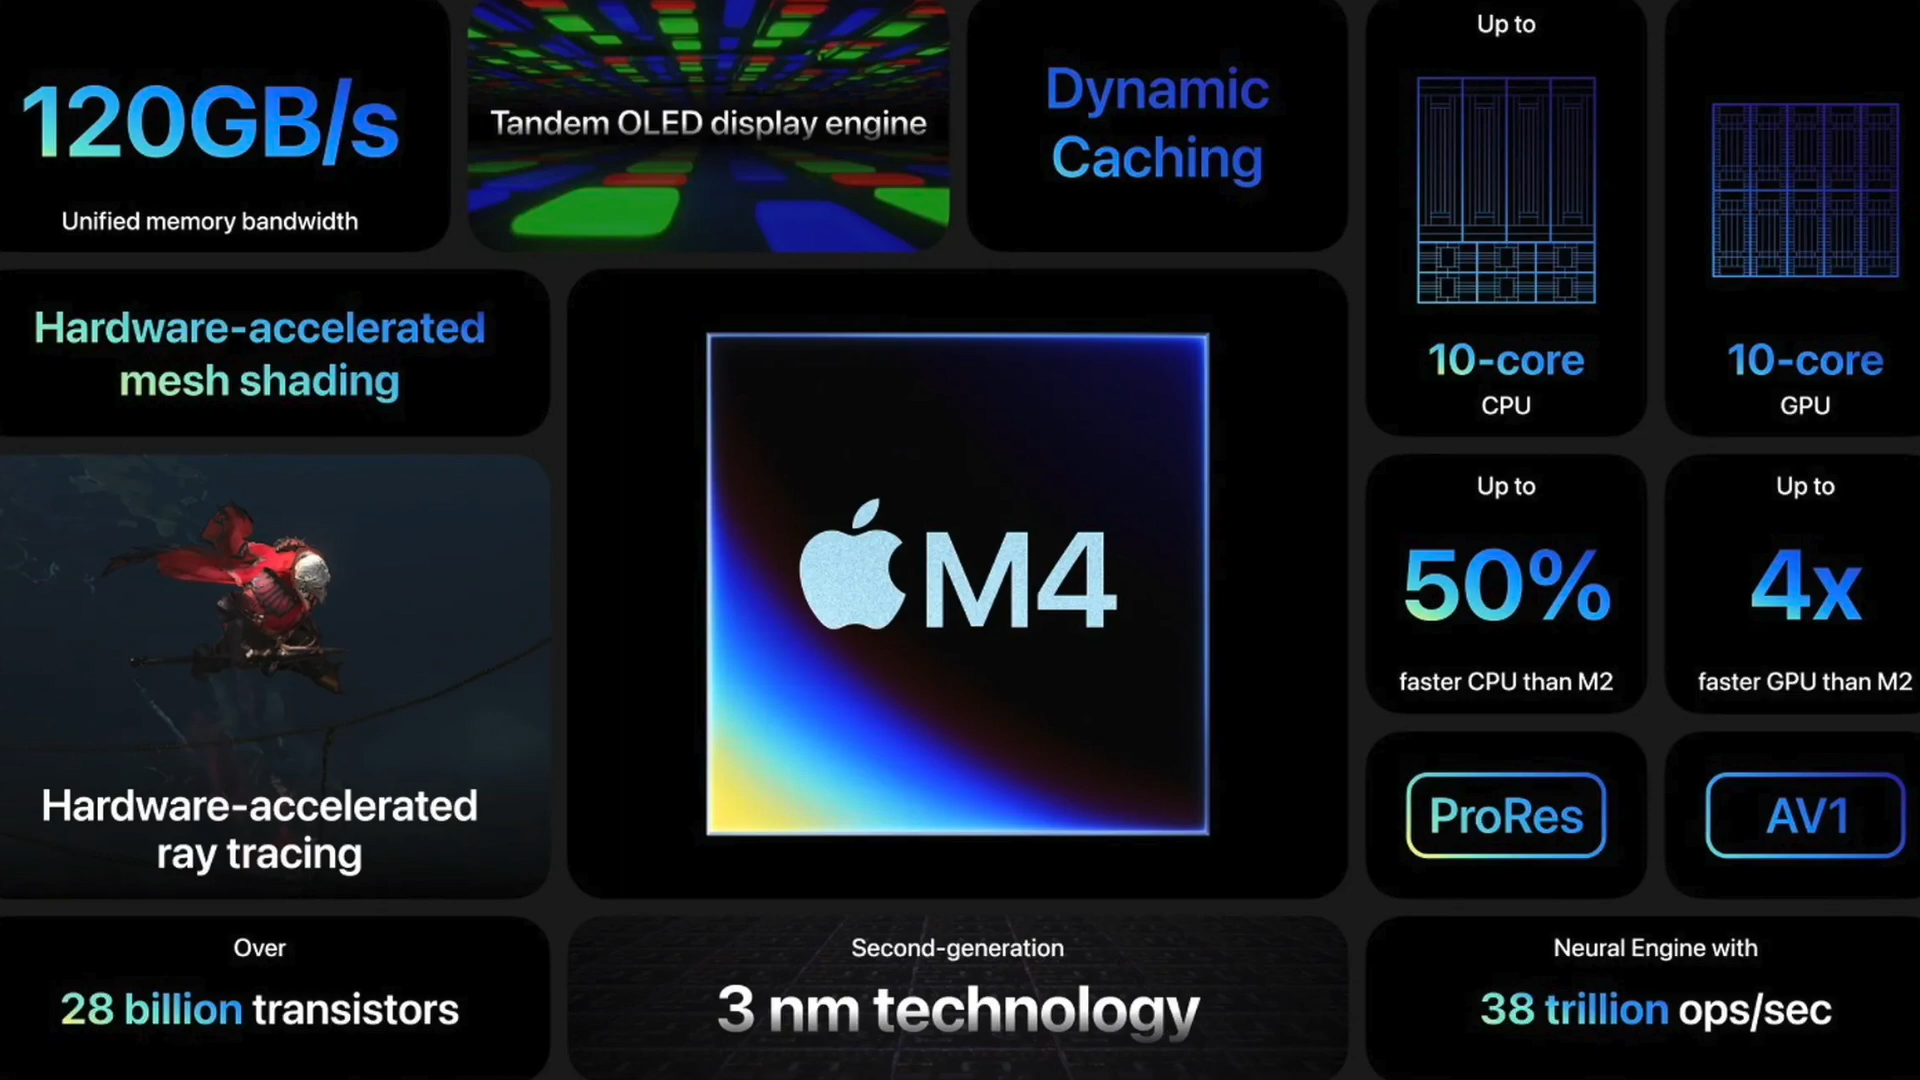 120GB/s
Unified memory bandwidth
Tandem OLED display engine
Dynamic
Caching
Up to
10-core
CPU
10-core
GPU
Hardware-accelerated
mesh shading
M4
Up to
50%
faster CPU than M2
Up to
4x
faster GPU than M2
Hardware-accelerated
ray tracing
ProRes
AV1
Over
28 billion transistors
Second-generation
3 nm technology
Neural Engine with
38 trillion ops/sec